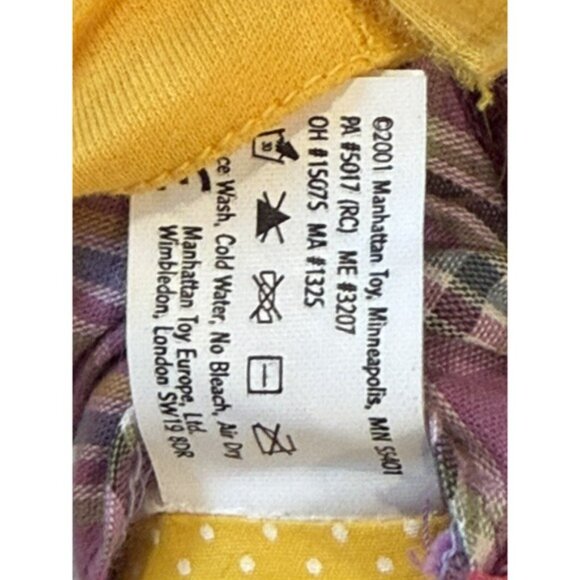 ©2001 Manhattan Toy, Minneapolis, MN 55401
PA #5017 (RC) ME #3207
OH #15075 MA #1325
30
ce Wash, Cold Water, No Bleach, Air Dry
Manhattan Toy Europe, Ltd.
Wimbledon, London SW19 8DR